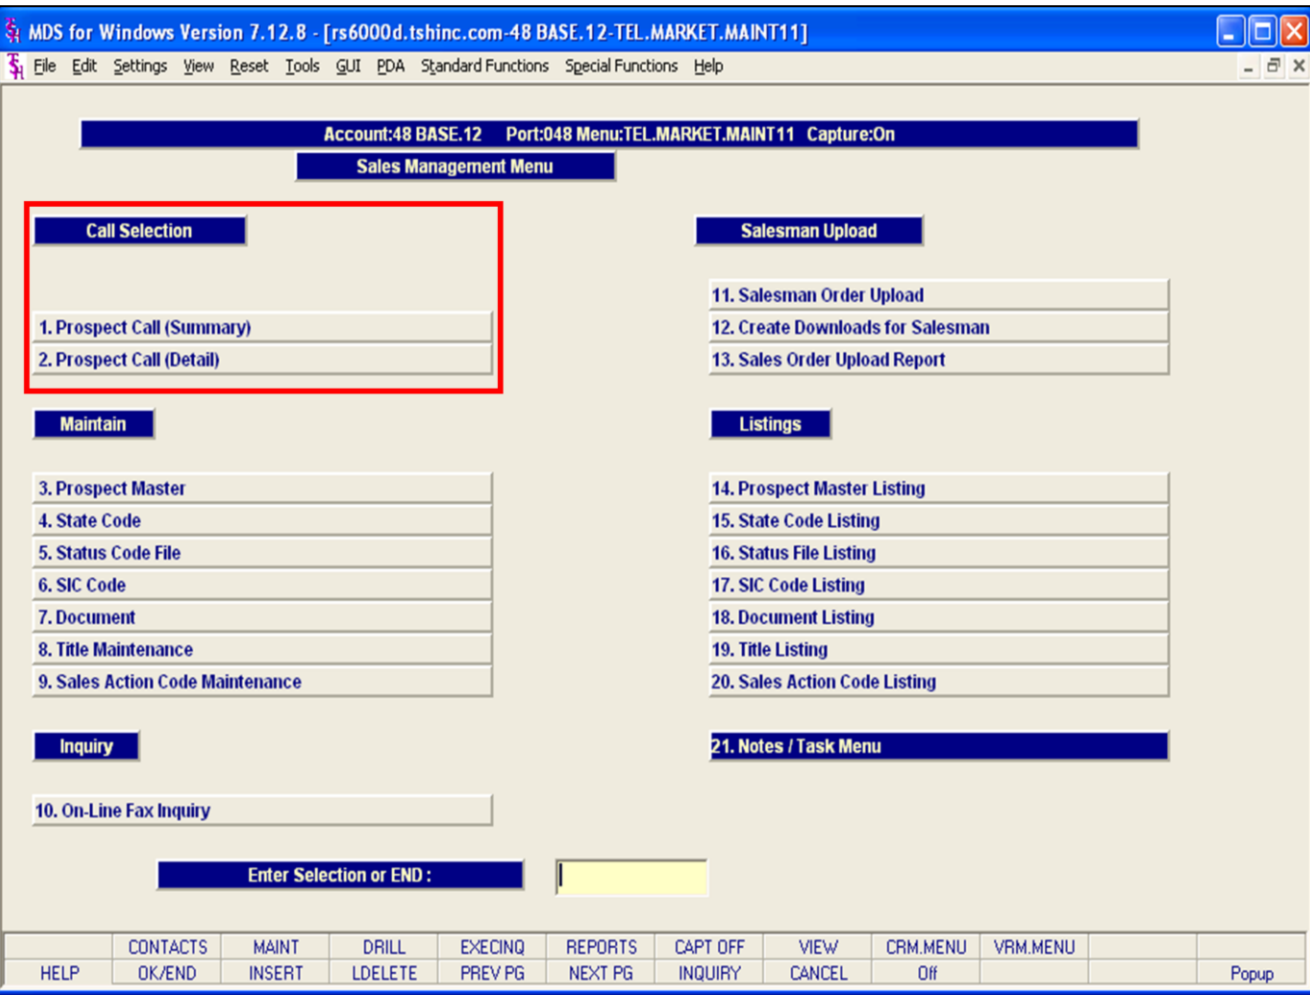 MDS for Windows Version 7.12.8 - [rs6000d.tshinc.com-48 BASE.12-TEL.MARKET.MAINT11]
File Edit Settings View Reset Tools GUI PDA Standard Functions Special Functions Help
Account:48 BASE.12 Port:048 Menu:TEL.MARKET.MAINT11 Capture:On
Sales Management Menu
Call Selection
1. Prospect Call (Summary)
2. Prospect Call (Detail)
Maintain
3. Prospect Master
4. State Code
5. Status Code File
6. SIC Code
7. Document
8. Title Maintenance
9. Sales Action Code Maintenance
Inquiry
10. On-Line Fax Inquiry
Salesman Upload
11. Salesman Order Upload
12. Create Downloads for Salesman
13. Sales Order Upload Report
Listings
14. Prospect Master Listing
15. State Code Listing
16. Status File Listing
17. SIC Code Listing
18. Document Listing
19. Title Listing
20. Sales Action Code Listing
21. Notes / Task Menu
Enter Selection or END :
CONTACTS MAINT DRILL EXECINQ REPORTS CAPT OFF VIEW CRM.MENU VRM.MENU
HELP OK/END INSERT LDELETE PREV PG NEXT PG INQUIRY CANCEL Off Popup